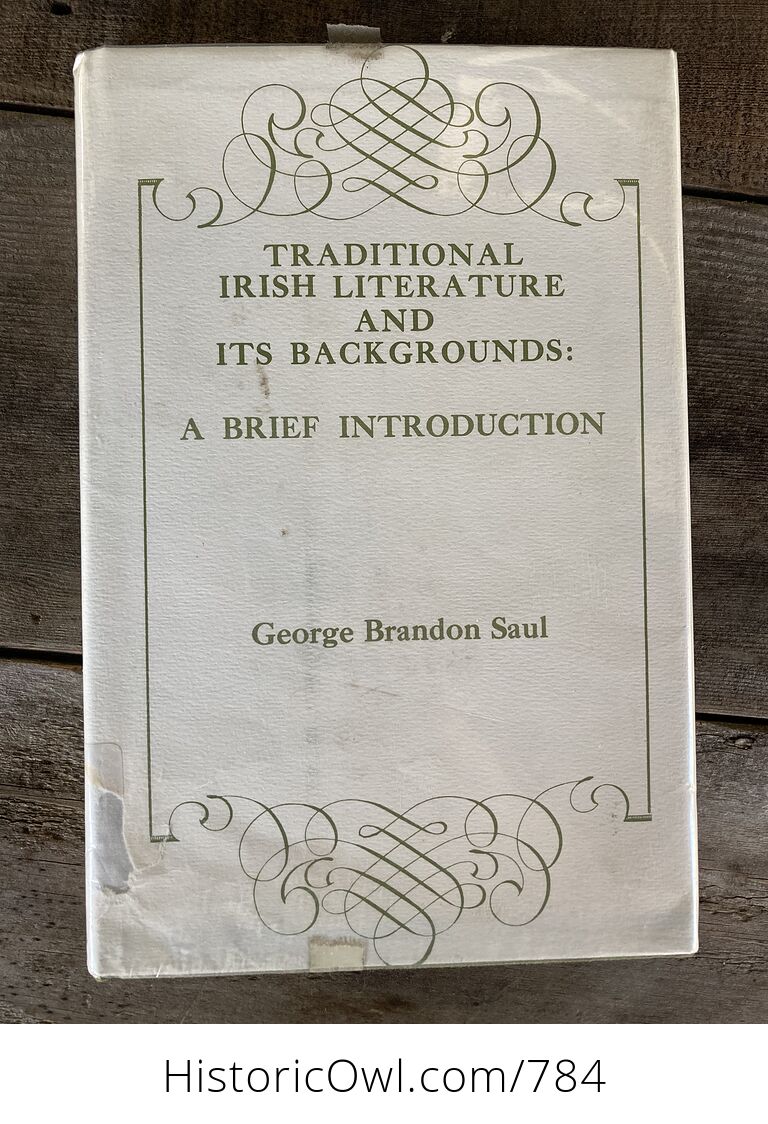 TRADITIONAL
IRISH LITERATURE
AND
ITS BACKGROUNDS:
A BRIEF INTRODUCTION
George Brandon Saul
HistoricOwl.com/784